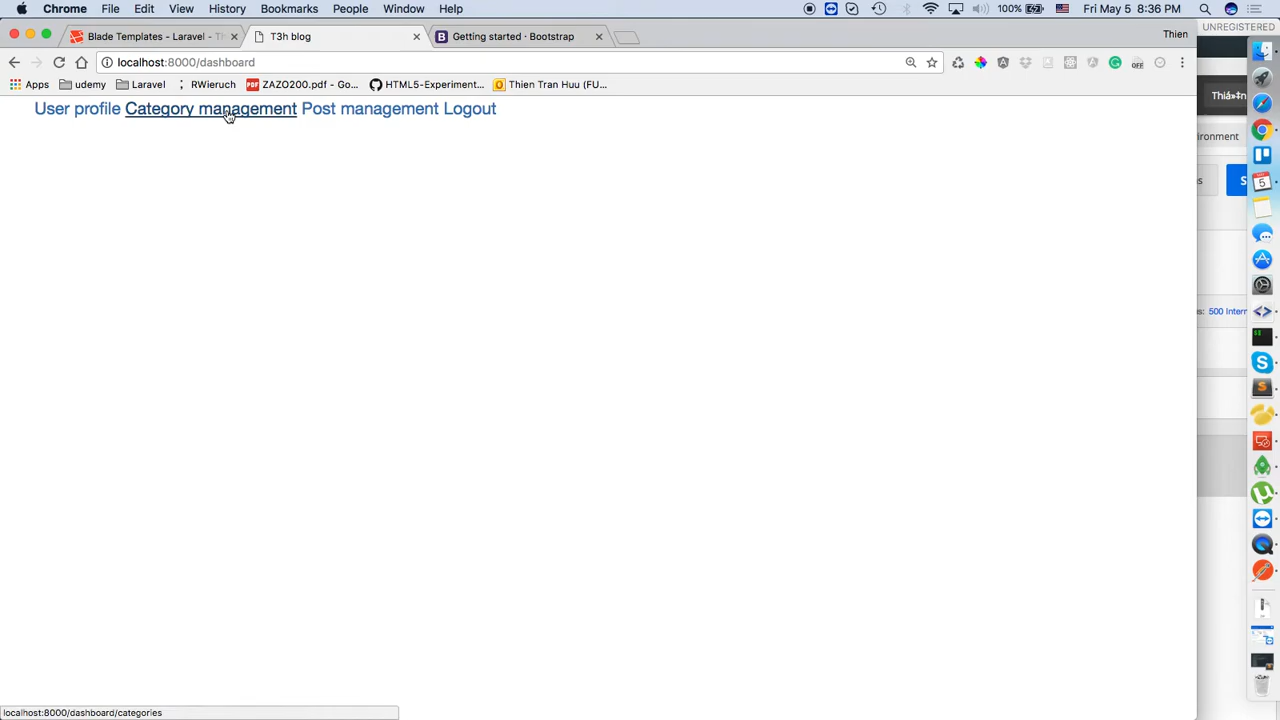 Chrome File Edit View History Bookmarks People Window Help 100% Fri May 5 8:36 PM
UNREGISTERED
Blade Templates - Laravel - Th T3h blog Getting started · Bootstrap Thien
localhost:8000/dashboard
Apps udemy Laravel RWieruch ZAZO200.pdf - Go... HTML5-Experiment... Thien Tran Huu (FU...
User profile Category management Post management Logout
Thiá»‡n
ironment
s S
s: 500 Intern
localhost:8000/dashboard/categories